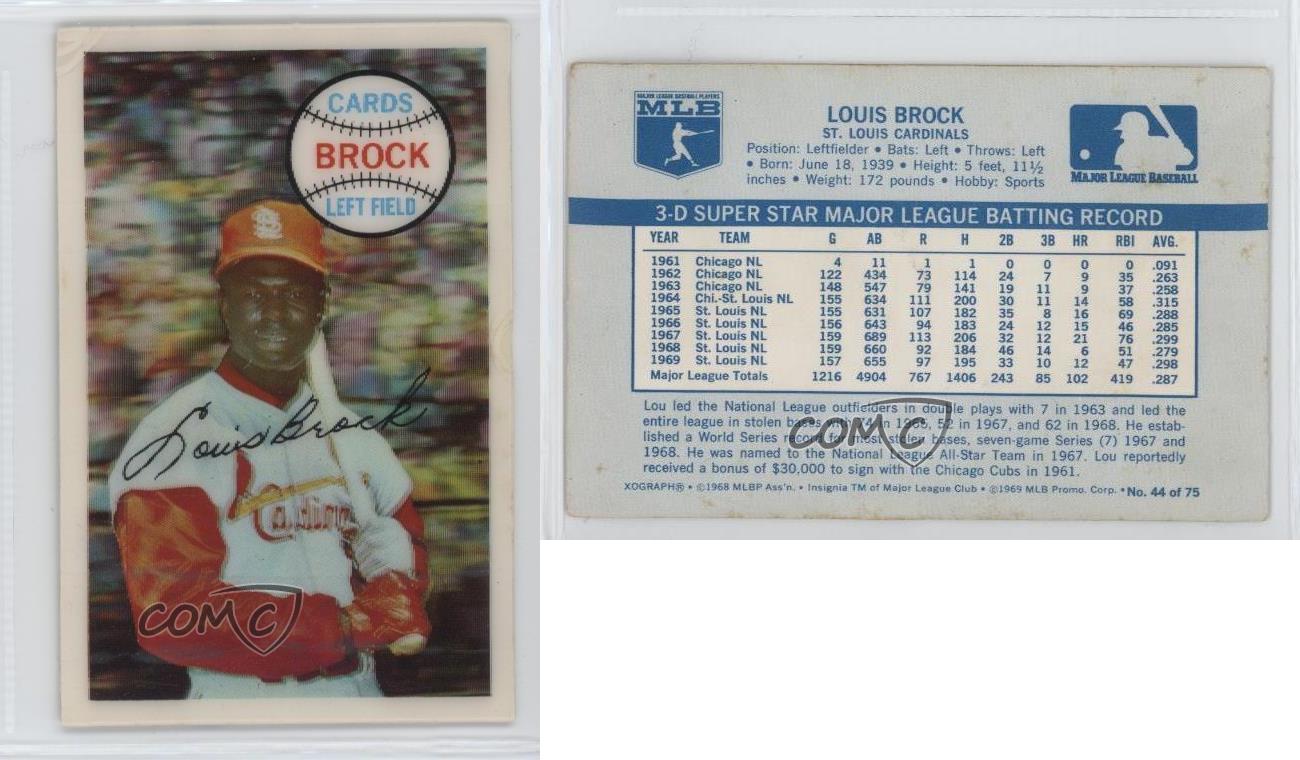 CARDS
BROCK
LEFT FIELD
StL
Louis Brock
Cardinals
COMC
MAJOR LEAGUE BASEBALL PLAYERS
MLB
LOUIS BROCK
ST. LOUIS CARDINALS
Position: Leftfielder • Bats: Left • Throws: Left
• Born: June 18, 1939 • Height: 5 feet, 11½
inches • Weight: 172 pounds • Hobby: Sports
MAJOR LEAGUE BASEBALL
3-D SUPER STAR MAJOR LEAGUE BATTING RECORD
YEAR TEAM G AB R H 2B 3B HR RBI AVG.
1961 Chicago NL 4 11 1 1 0 0 0 0 .091
1962 Chicago NL 122 434 73 114 24 7 9 35 .263
1963 Chicago NL 148 547 79 141 19 11 9 37 .258
1964 Chi.-St. Louis NL 155 634 111 200 30 11 14 58 .315
1965 St. Louis NL 155 631 107 182 35 8 16 69 .288
1966 St. Louis NL 156 643 94 183 24 12 15 46 .285
1967 St. Louis NL 159 689 113 206 32 12 21 76 .299
1968 St. Louis NL 159 660 92 184 46 14 6 51 .279
1969 St. Louis NL 157 655 97 195 33 10 12 47 .298
Major League Totals 1216 4904 767 1406 243 85 102 419 .287
Lou led the National League outfielders in double plays with 7 in 1963 and led the
entire league in stolen bases with 74 in 1966, 52 in 1967, and 62 in 1968. He estab-
lished a World Series record for most stolen bases, seven-game Series (7) 1967 and
1968. He was named to the National League All-Star Team in 1967. Lou reportedly
received a bonus of $30,000 to sign with the Chicago Cubs in 1961.
COMC
XOGRAPH® • ©1968 MLBP Ass'n. • Insignia TM of Major League Club • ©1969 MLB Promo. Corp. • No. 44 of 75